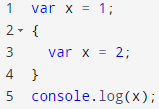 1 var x = 1;
2 {
3 var x = 2;
4 }
5 console.log(x);